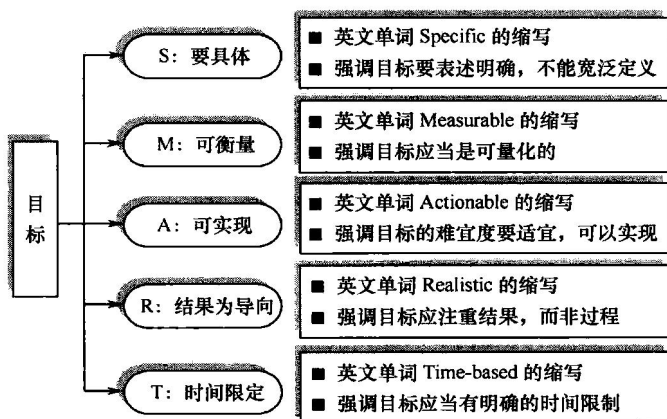 目标
S：要具体
■ 英文单词 Specific 的缩写
■ 强调目标要表述明确，不能宽泛定义
M：可衡量
■ 英文单词 Measurable 的缩写
■ 强调目标应当是可量化的
A：可实现
■ 英文单词 Actionable 的缩写
■ 强调目标的难宜度要适宜，可以实现
R：结果为导向
■ 英文单词 Realistic 的缩写
■ 强调目标应注重结果，而非过程
T：时间限定
■ 英文单词 Time-based 的缩写
■ 强调目标应当有明确的时间限制